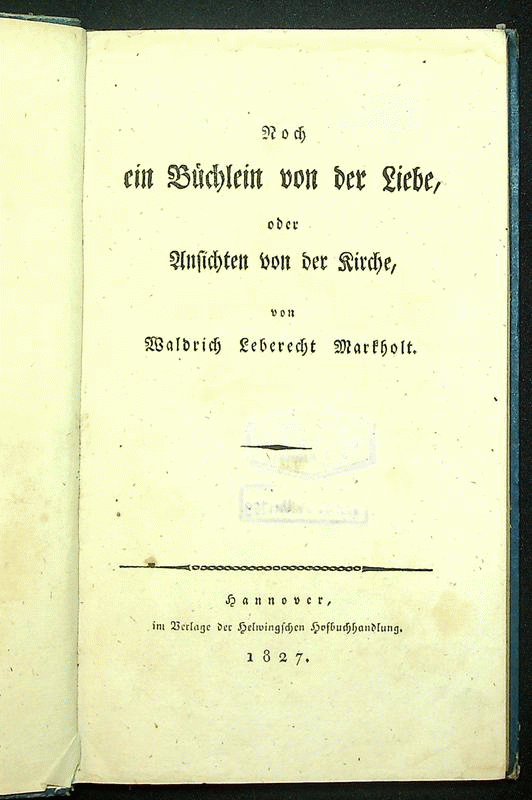 Noch
ein Büchlein von der Liebe,
oder
Ansichten von der Kirche,
von
Waldrich Leberecht Markholt.
Hannover,
im Verlage der Helwingschen Hofbuchhandlung.
1827.